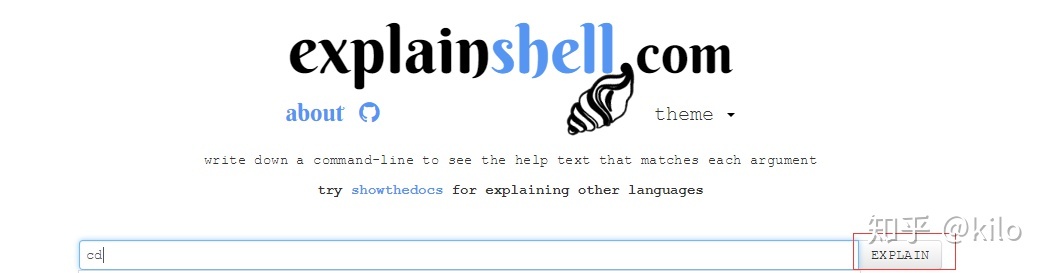 explainshell.com
about
theme
write down a command-line to see the help text that matches each argument
try showthedocs for explaining other languages
知乎 @kilo
cd
EXPLAIN